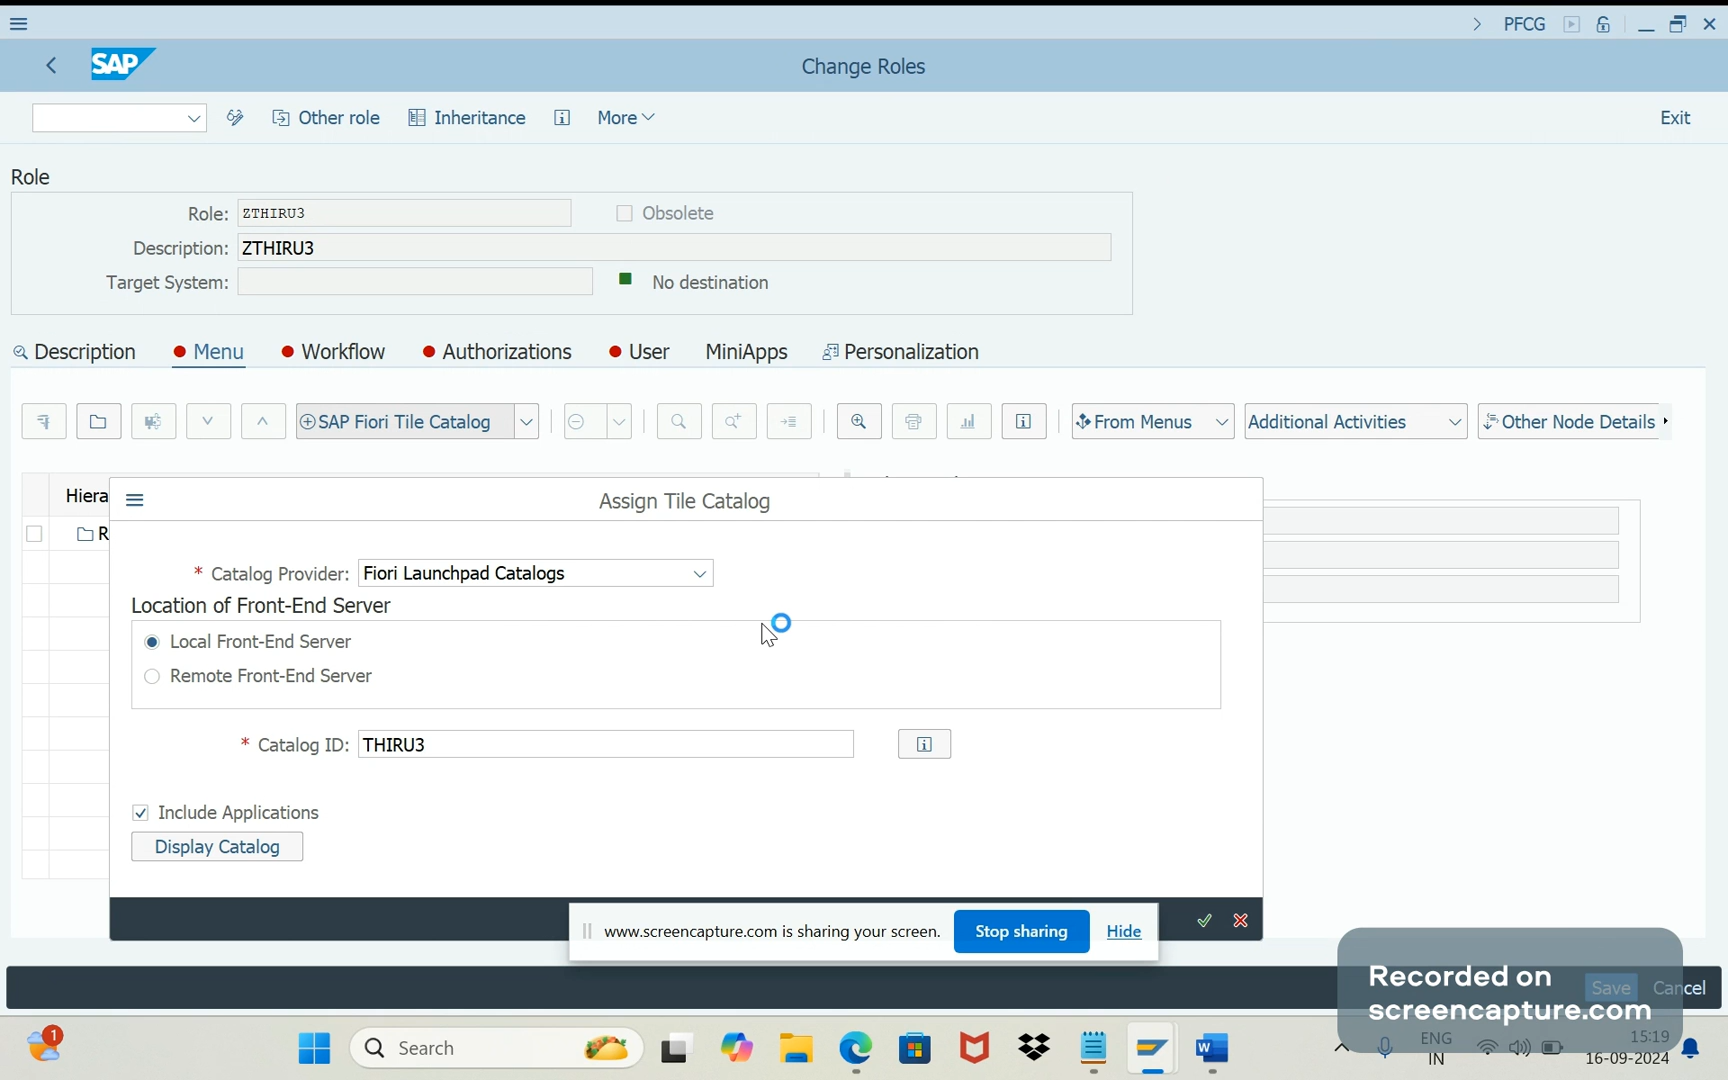 PFCG
SAP
Change Roles
Other role
Inheritance
More
Exit
Role
Role: ZTHIRU3
Obsolete
Description: ZTHIRU3
Target System:
No destination
Description
Menu
Workflow
Authorizations
User
MiniApps
Personalization
SAP Fiori Tile Catalog
From Menus
Additional Activities
Other Node Details
Hiera
R
Assign Tile Catalog
* Catalog Provider: Fiori Launchpad Catalogs
Location of Front-End Server
Local Front-End Server
Remote Front-End Server
* Catalog ID: THIRU3
Include Applications
Display Catalog
www.screencapture.com is sharing your screen.
Stop sharing
Hide
Recorded on
screencapture.com
Save
Cancel
1
Search
W
ENG
IN
15:19
16-09-2024